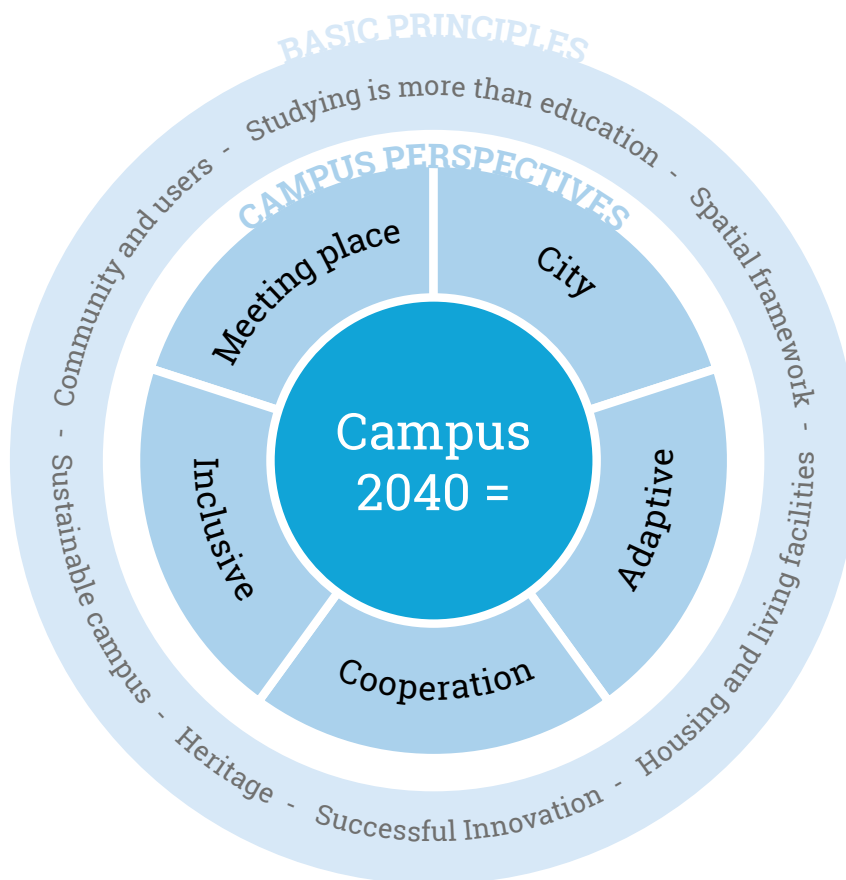 BASIC PRINCIPLES
Studying is more than education - Spatial framework - Housing and living facilities - Successful Innovation - Heritage - Sustainable campus - Community and users -
CAMPUS PERSPECTIVES
City
Adaptive
Cooperation
Inclusive
Meeting place
Campus
2040 =